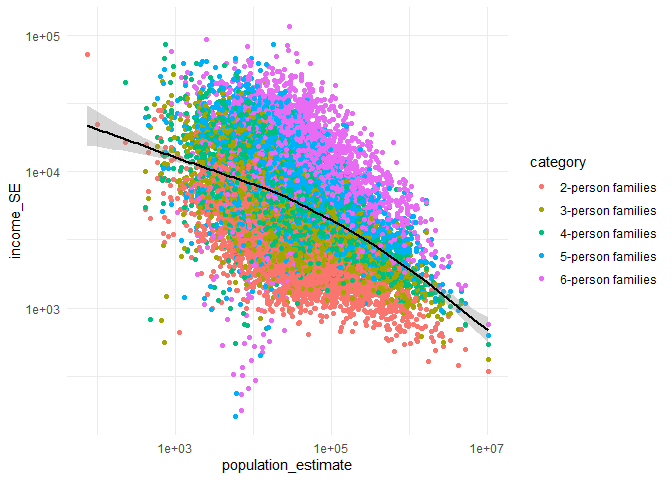 1e+05
1e+04
1e+03
income_SE
1e+03
1e+05
1e+07
population_estimate
category
2-person families
3-person families
4-person families
5-person families
6-person families